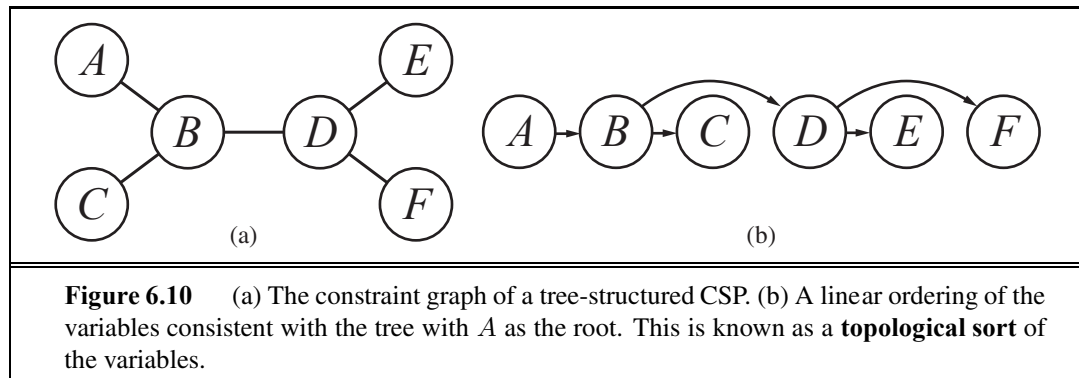 A E
B D A B C D E F
C F
(a) (b)
Figure 6.10 (a) The constraint graph of a tree-structured CSP. (b) A linear ordering of the
variables consistent with the tree with A as the root. This is known as a topological sort of
the variables.